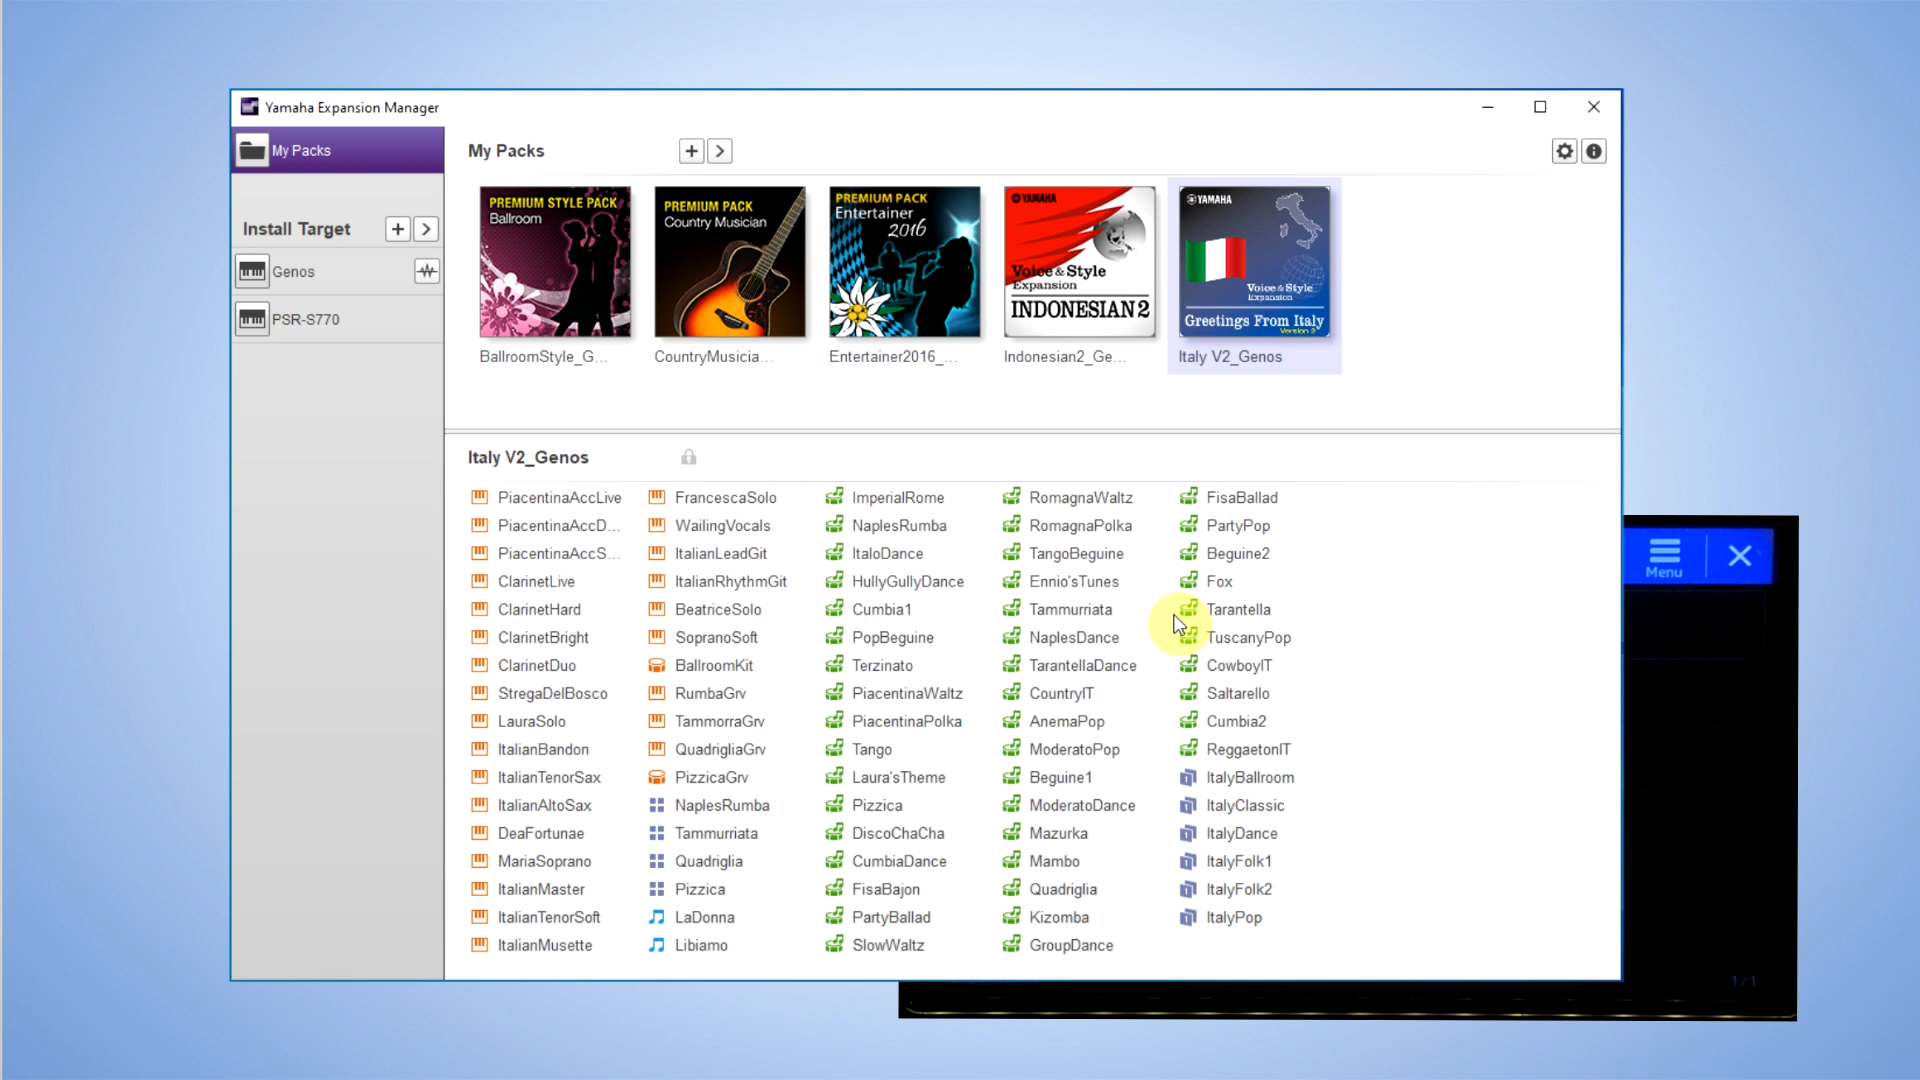 Yamaha Expansion Manager
My Packs
Install Target
Genos
PSR-S770
My Packs
PREMIUM STYLE PACK
Ballroom
BallroomStyle_G...
PREMIUM PACK
Country Musician
CountryMusicia...
PREMIUM PACK
Entertainer
2016
Entertainer2016_...
YAMAHA
Voice & Style
Expansion
INDONESIAN 2
Indonesian2_Ge...
YAMAHA
Voice & Style
Expansion
Greetings From Italy
Italy V2_Genos
Italy V2_Genos
PiacentinaAccLive
PiacentinaAccD...
PiacentinaAccS...
ClarinetLive
ClarinetHard
ClarinetBright
ClarinetDuo
StregaDelBosco
LauraSolo
ItalianBandon
ItalianTenorSax
ItalianAltoSax
DeaFortunae
MariaSoprano
ItalianMaster
ItalianTenorSoft
ItalianMusette
FrancescaSolo
WailingVocals
ItalianLeadGit
ItalianRhythmGit
BeatriceSolo
SopranoSoft
BallroomKit
RumbaGrv
TammorraGrv
QuadrigliaGrv
PizzicaGrv
NaplesRumba
Tammurriata
Quadriglia
Pizzica
LaDonna
Libiamo
ImperialRome
NaplesRumba
ItaloDance
HullyGullyDance
Cumbia1
PopBeguine
Terzinato
PiacentinaWaltz
PiacentinaPolka
Tango
Laura'sTheme
Pizzica
DiscoChaCha
CumbiaDance
FisaBajon
PartyBallad
SlowWaltz
RomagnaWaltz
RomagnaPolka
TangoBeguine
Ennio'sTunes
Tammurriata
NaplesDance
TarantellaDance
CountryIT
AnemaPop
ModeratoPop
Beguine1
ModeratoDance
Mazurka
Mambo
Quadriglia
Kizomba
GroupDance
FisaBallad
PartyPop
Beguine2
Fox
Tarantella
TuscanyPop
CowboyIT
Saltarello
Cumbia2
ReggaetonIT
ItalyBallroom
ItalyClassic
ItalyDance
ItalyFolk1
ItalyFolk2
ItalyPop
Menu
1/1